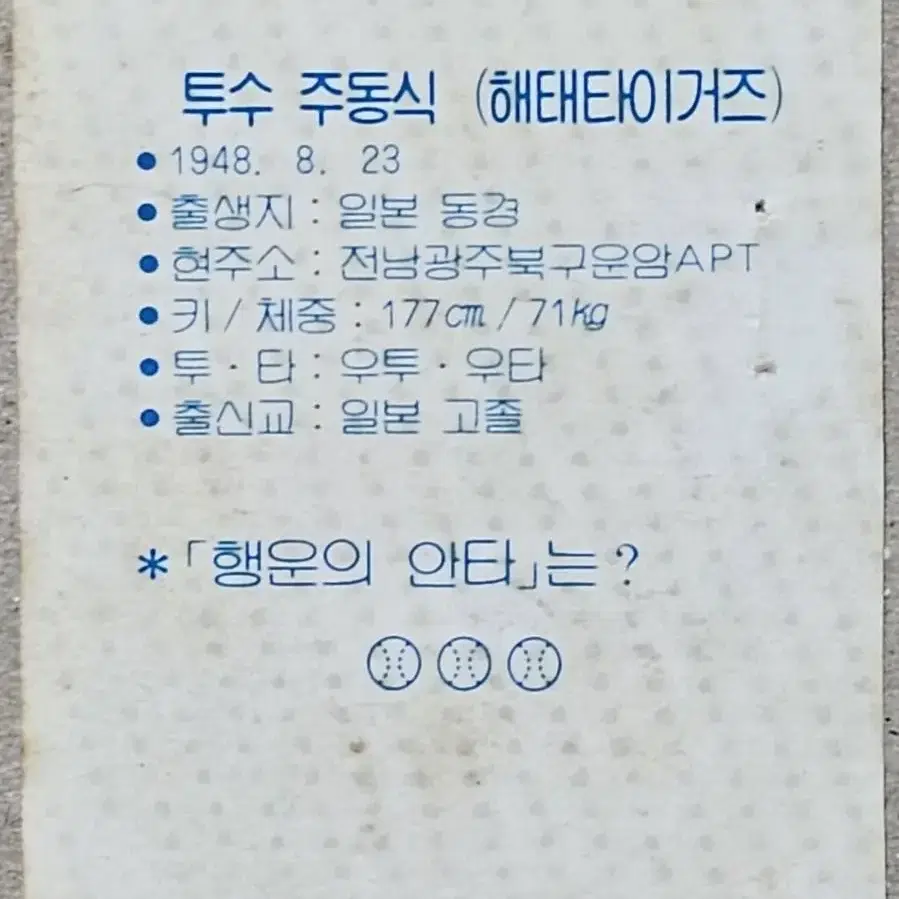 투수 주동식 (해태타이거즈)
● 1948. 8. 23
● 출생지 : 일본 동경
● 현주소 : 전남광주북구운암APT
● 키 / 체중 : 177cm / 71kg
● 투 · 타 : 우투 · 우타
● 출신교 : 일본 고졸
*「행운의 안타」는?